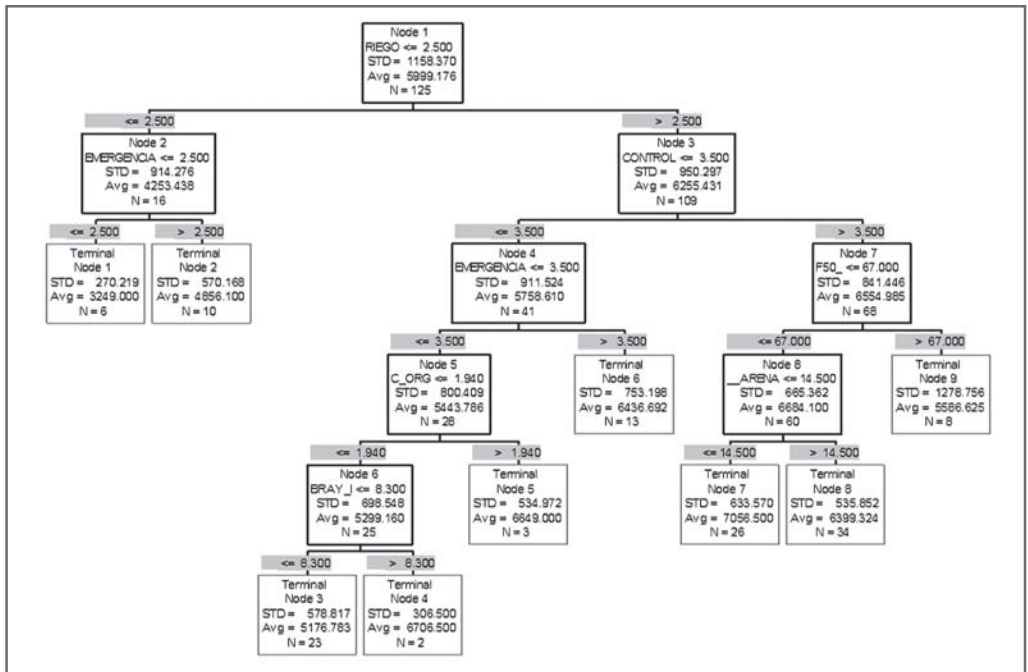 Node 1
RIEGO <= 2.500
STD = 1158.370
Avg = 5999.176
N = 125
<= 2.500
> 2.500
Node 2
EMERGENCIA <= 2.500
STD = 914.276
Avg = 4253.438
N = 16
Node 3
CONTROL <= 3.500
STD = 950.297
Avg = 6255.431
N = 109
<= 2.500
> 2.500
<= 3.500
> 3.500
Terminal
Node 1
STD = 270.219
Avg = 3249.000
N = 6
Terminal
Node 2
STD = 570.168
Avg = 4856.100
N = 10
Node 4
EMERGENCIA <= 3.500
STD = 911.524
Avg = 5758.610
N = 41
Node 7
F50_ <= 67.000
STD = 841.446
Avg = 6554.985
N = 68
<= 3.500
> 3.500
<= 67.000
> 67.000
Node 5
C_ORG <= 1.940
STD = 800.409
Avg = 5443.786
N = 28
Terminal
Node 6
STD = 753.198
Avg = 6436.692
N = 13
Node 8
__ARENA <= 14.500
STD = 665.362
Avg = 6684.100
N = 60
Terminal
Node 9
STD = 1278.756
Avg = 5586.625
N = 8
<= 1.940
> 1.940
<= 14.500
> 14.500
Node 6
BRAY_I <= 8.300
STD = 698.548
Avg = 5299.160
N = 25
Terminal
Node 5
STD = 534.972
Avg = 6649.000
N = 3
Terminal
Node 7
STD = 633.570
Avg = 7056.500
N = 26
Terminal
Node 8
STD = 535.852
Avg = 6399.324
N = 34
<= 8.300
> 8.300
Terminal
Node 3
STD = 578.817
Avg = 5176.783
N = 23
Terminal
Node 4
STD = 306.500
Avg = 6706.500
N = 2